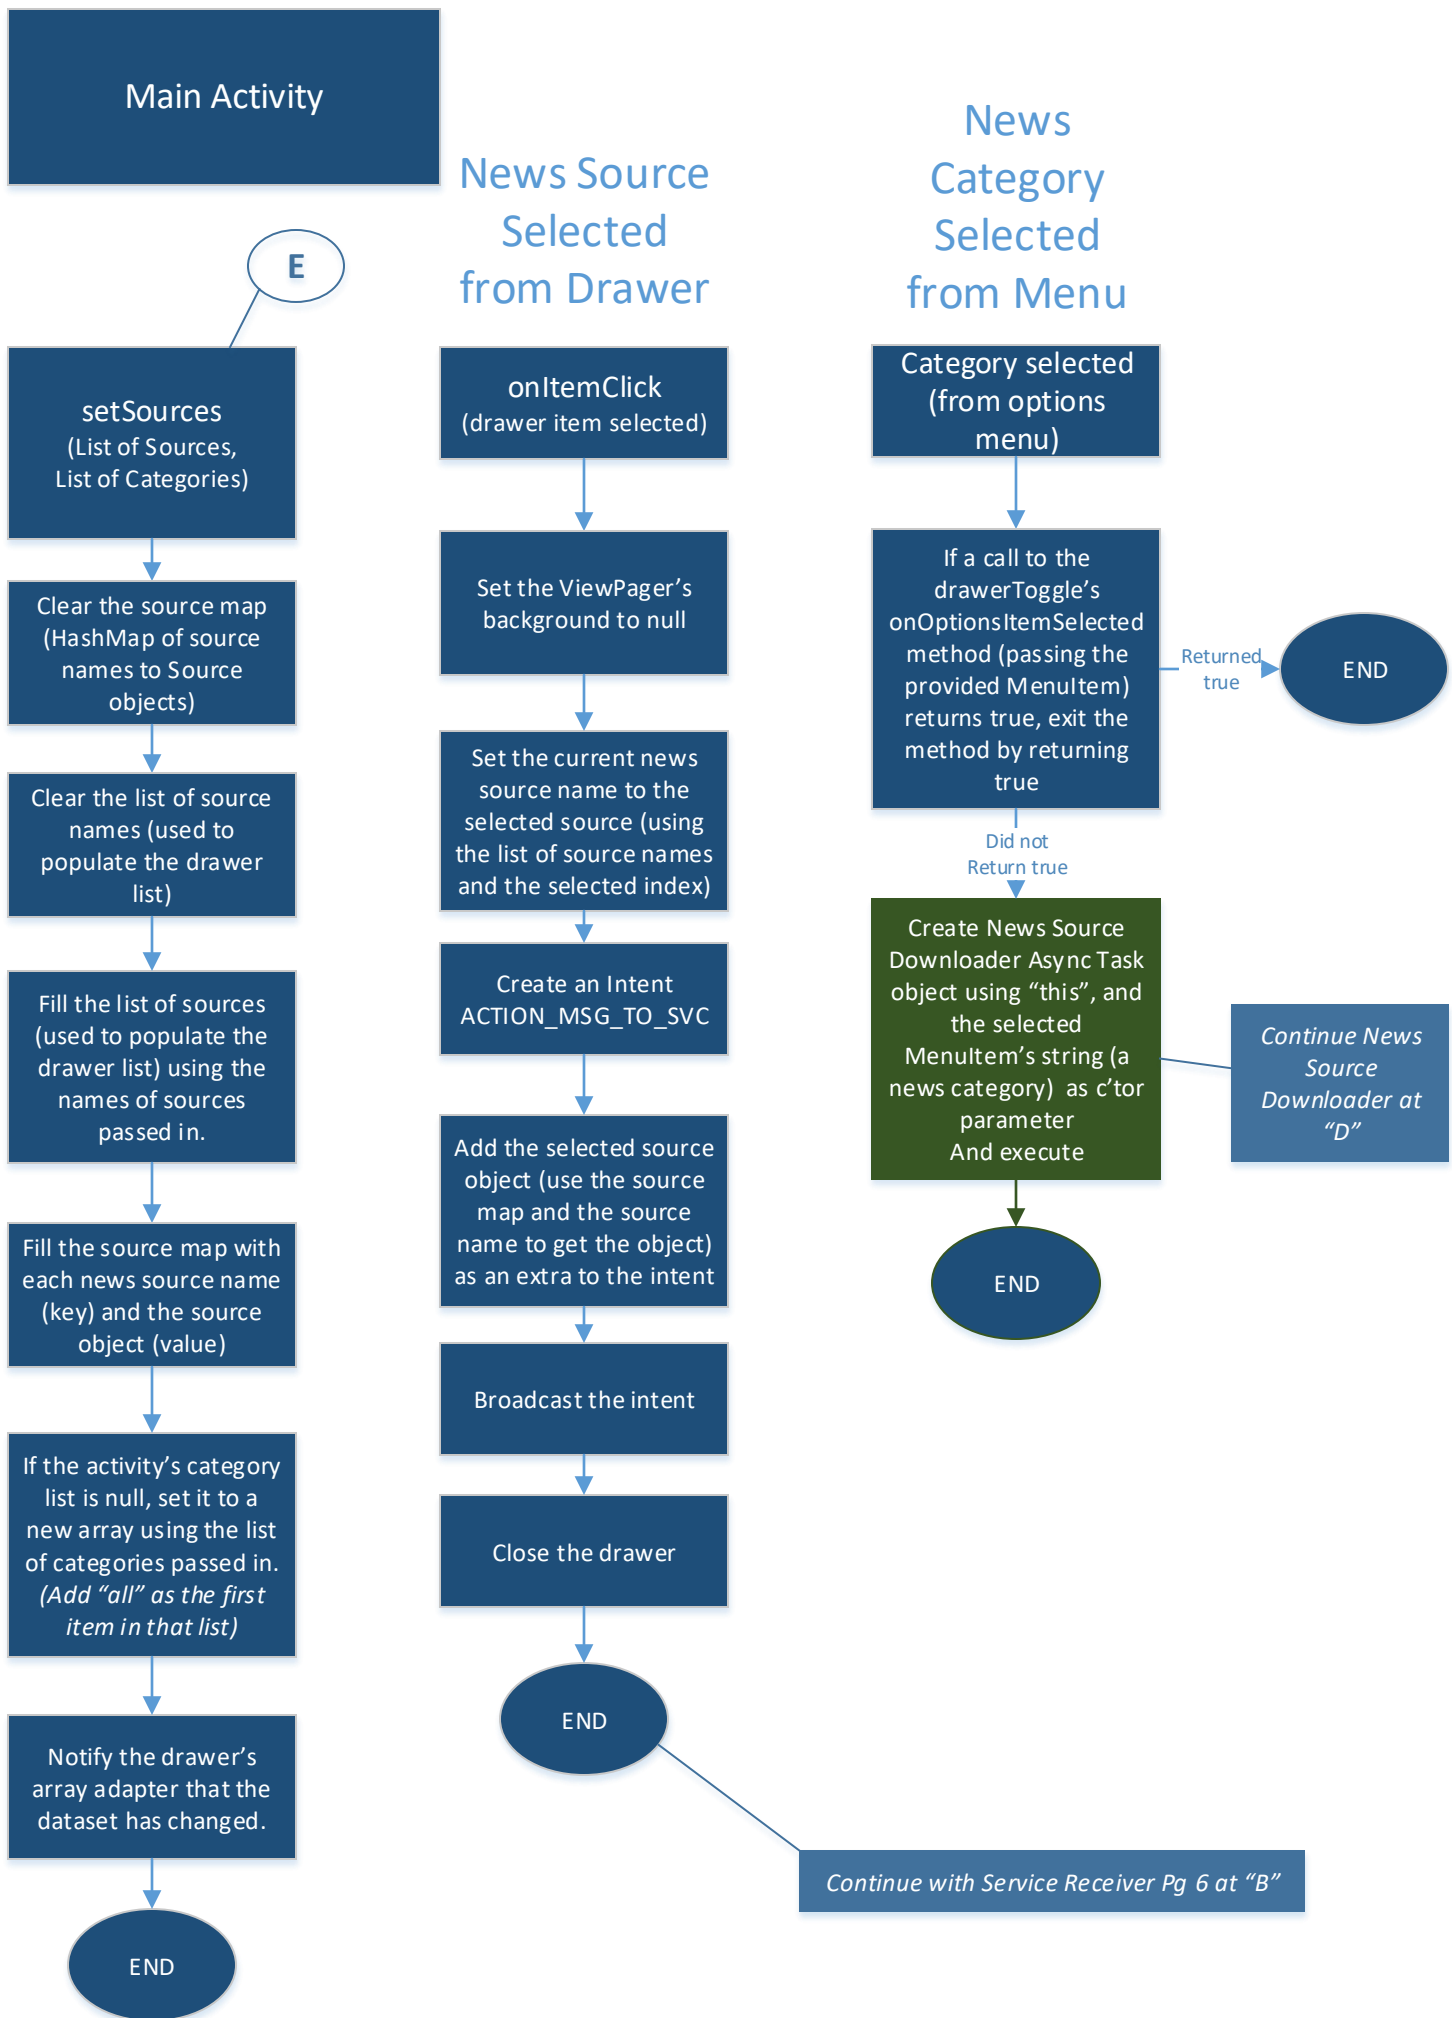 Main Activity
E
setSources
(List of Sources,
List of Categories)
Clear the source map
(HashMap of source
names to Source
objects)
Clear the list of source
names (used to
populate the drawer
list)
Fill the list of sources
(used to populate the
drawer list) using the
names of sources
passed in.
Fill the source map with
each news source name
(key) and the source
object (value)
If the activity’s category
list is null, set it to a
new array using the list
of categories passed in.
(Add “all” as the first
item in that list)
Notify the drawer’s
array adapter that the
dataset has changed.
END
News Source
Selected
from Drawer
onItemClick
(drawer item selected)
Set the ViewPager’s
background to null
Set the current news
source name to the
selected source (using
the list of source names
and the selected index)
Create an Intent
ACTION_MSG_TO_SVC
Add the selected source
object (use the source
map and the source
name to get the object)
as an extra to the intent
Broadcast the intent
Close the drawer
END
Continue with Service Receiver Pg 6 at “B”
News
Category
Selected
from Menu
Category selected
(from options
menu)
If a call to the
drawerToggle’s
onOptionsItemSelected
method (passing the
provided MenuItem)
returns true, exit the
method by returning
true
Returned
true
END
Did not
Return true
Create News Source
Downloader Async Task
object using “this”, and
the selected
MenuItem’s string (a
news category) as c’tor
parameter
And execute
Continue News
Source
Downloader at
“D”
END